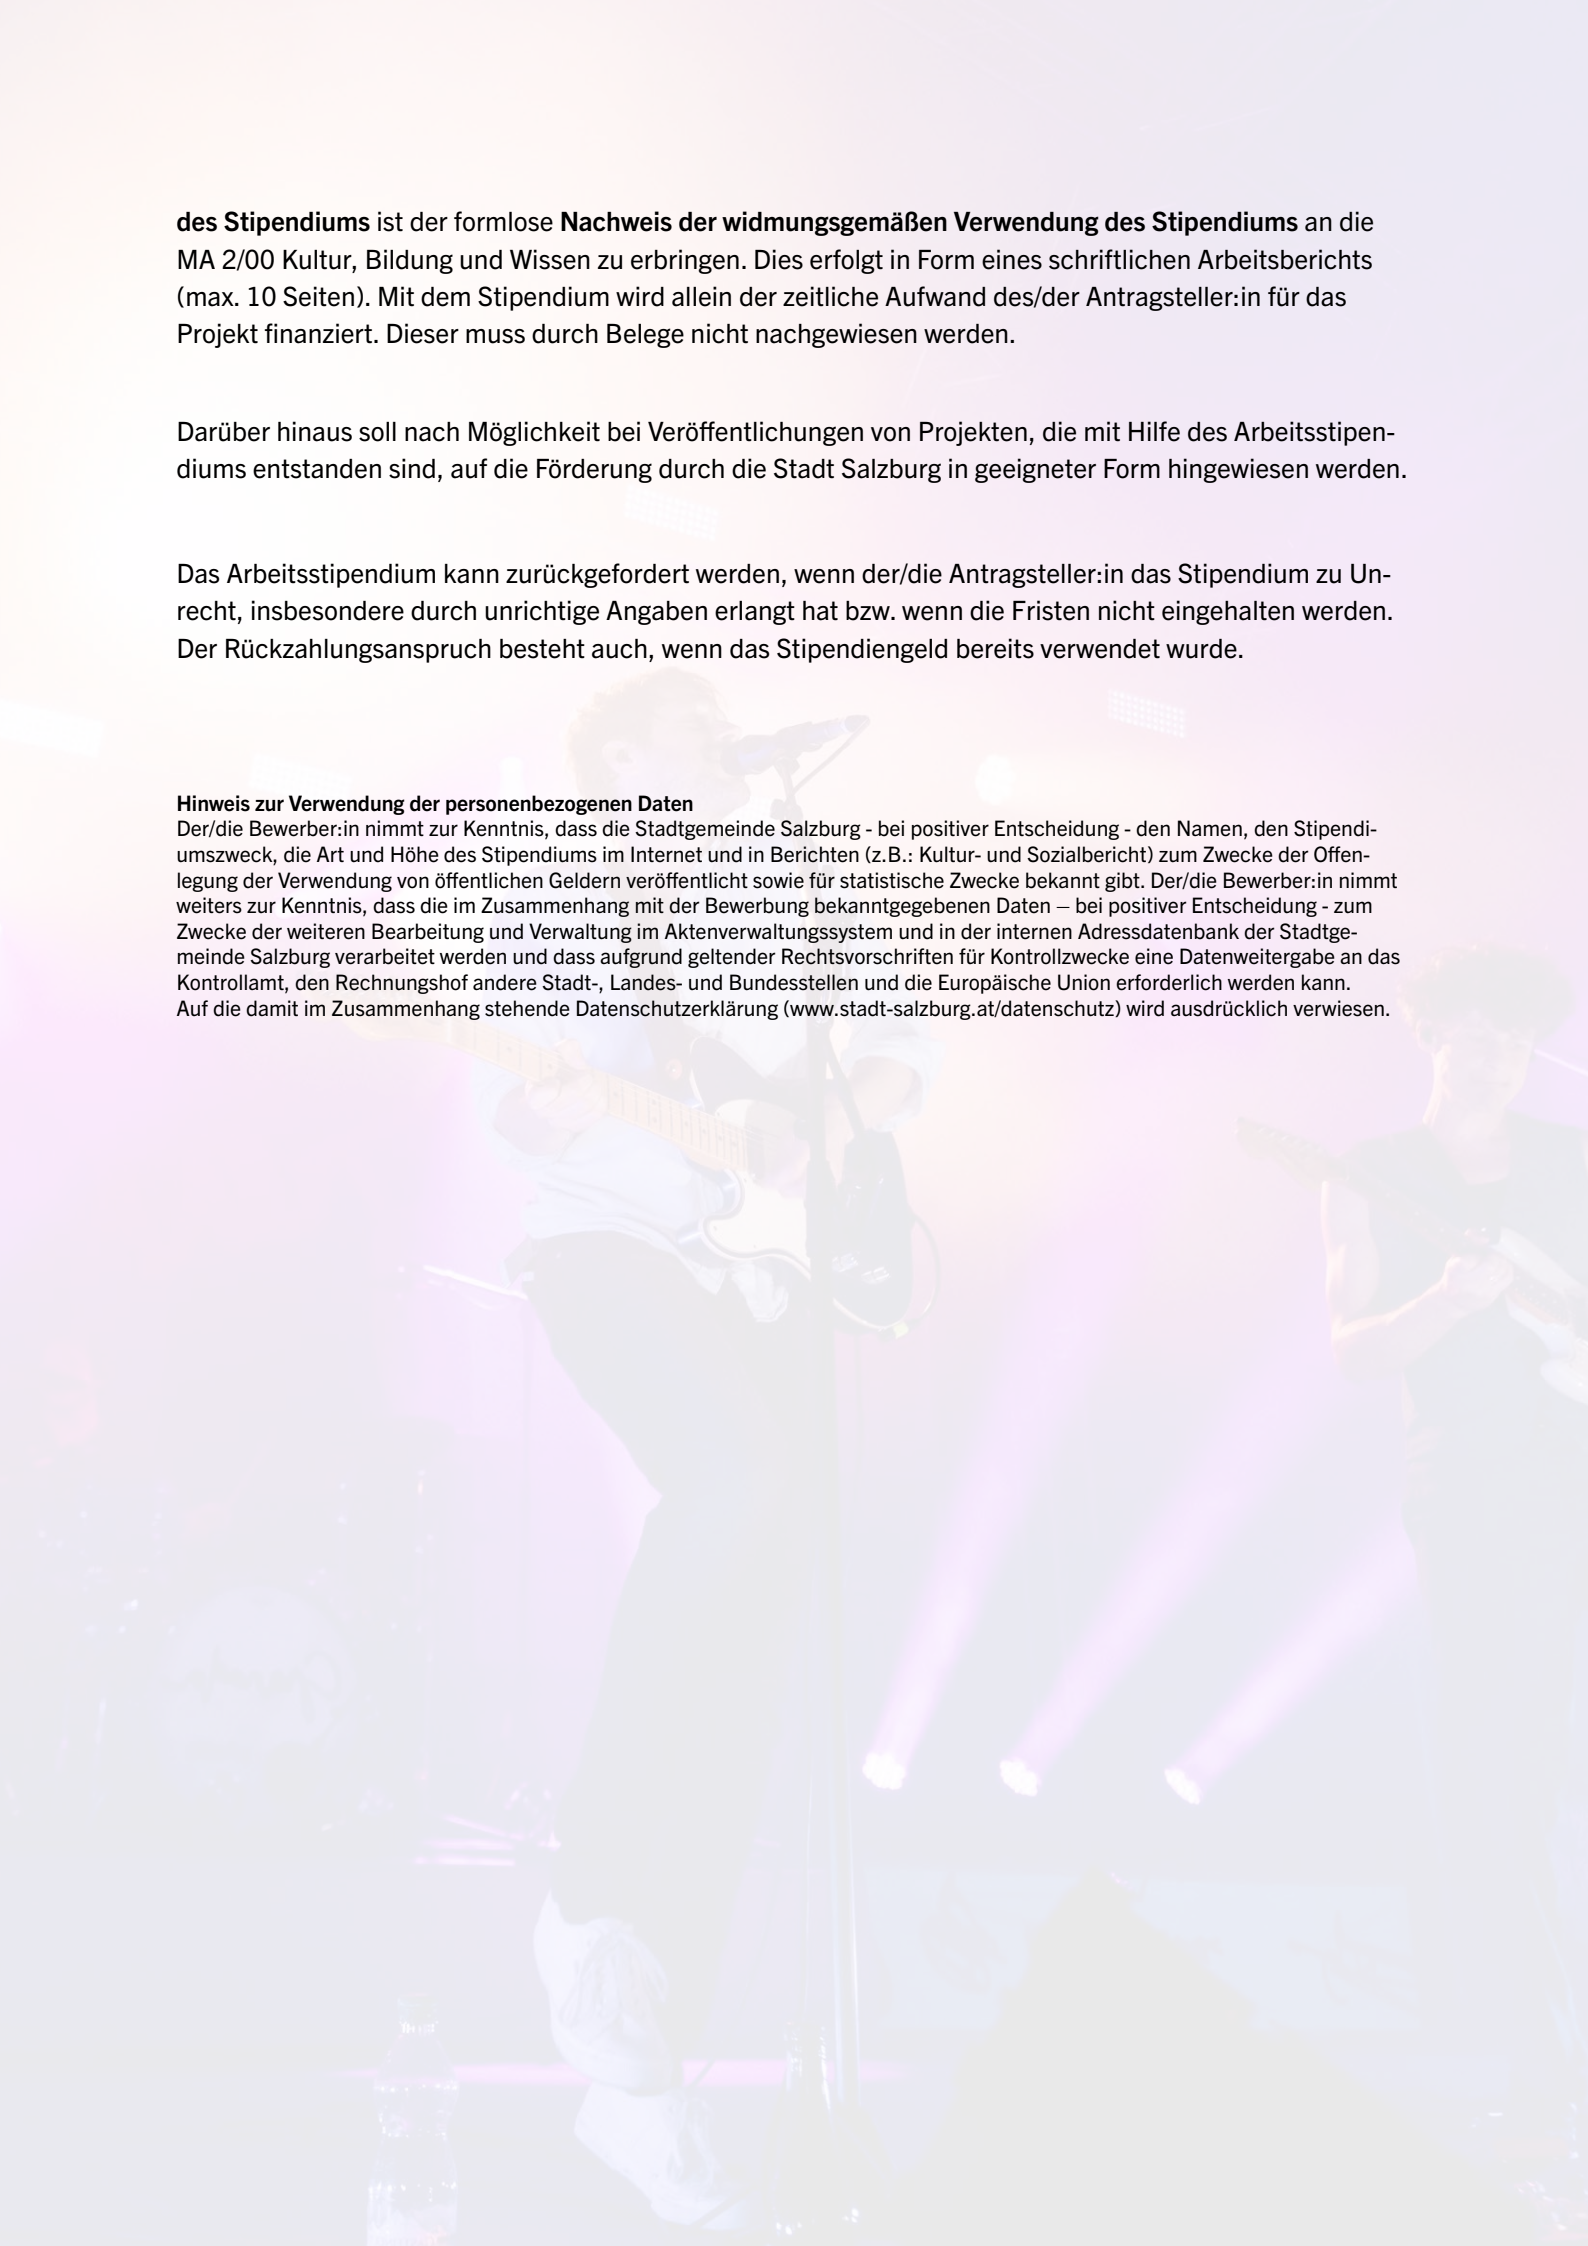 des Stipendiums ist der formlose Nachweis der widmungsgemäßen Verwendung des Stipendiums an die
MA 2/00 Kultur, Bildung und Wissen zu erbringen. Dies erfolgt in Form eines schriftlichen Arbeitsberichts
(max. 10 Seiten). Mit dem Stipendium wird allein der zeitliche Aufwand des/der Antragsteller:in für das
Projekt finanziert. Dieser muss durch Belege nicht nachgewiesen werden.
Darüber hinaus soll nach Möglichkeit bei Veröffentlichungen von Projekten, die mit Hilfe des Arbeitsstipen-
diums entstanden sind, auf die Förderung durch die Stadt Salzburg in geeigneter Form hingewiesen werden.
Das Arbeitsstipendium kann zurückgefordert werden, wenn der/die Antragsteller:in das Stipendium zu Un-
recht, insbesondere durch unrichtige Angaben erlangt hat bzw. wenn die Fristen nicht eingehalten werden.
Der Rückzahlungsanspruch besteht auch, wenn das Stipendiengeld bereits verwendet wurde.
Hinweis zur Verwendung der personenbezogenen Daten
Der/die Bewerber:in nimmt zur Kenntnis, dass die Stadtgemeinde Salzburg - bei positiver Entscheidung - den Namen, den Stipendi-
umszweck, die Art und Höhe des Stipendiums im Internet und in Berichten (z.B.: Kultur- und Sozialbericht) zum Zwecke der Offen-
legung der Verwendung von öffentlichen Geldern veröffentlicht sowie für statistische Zwecke bekannt gibt. Der/die Bewerber:in nimmt
weiters zur Kenntnis, dass die im Zusammenhang mit der Bewerbung bekanntgegebenen Daten – bei positiver Entscheidung - zum
Zwecke der weiteren Bearbeitung und Verwaltung im Aktenverwaltungssystem und in der internen Adressdatenbank der Stadtge-
meinde Salzburg verarbeitet werden und dass aufgrund geltender Rechtsvorschriften für Kontrollzwecke eine Datenweitergabe an das
Kontrollamt, den Rechnungshof andere Stadt-, Landes- und Bundesstellen und die Europäische Union erforderlich werden kann.
Auf die damit im Zusammenhang stehende Datenschutzerklärung (www.stadt-salzburg.at/datenschutz) wird ausdrücklich verwiesen.